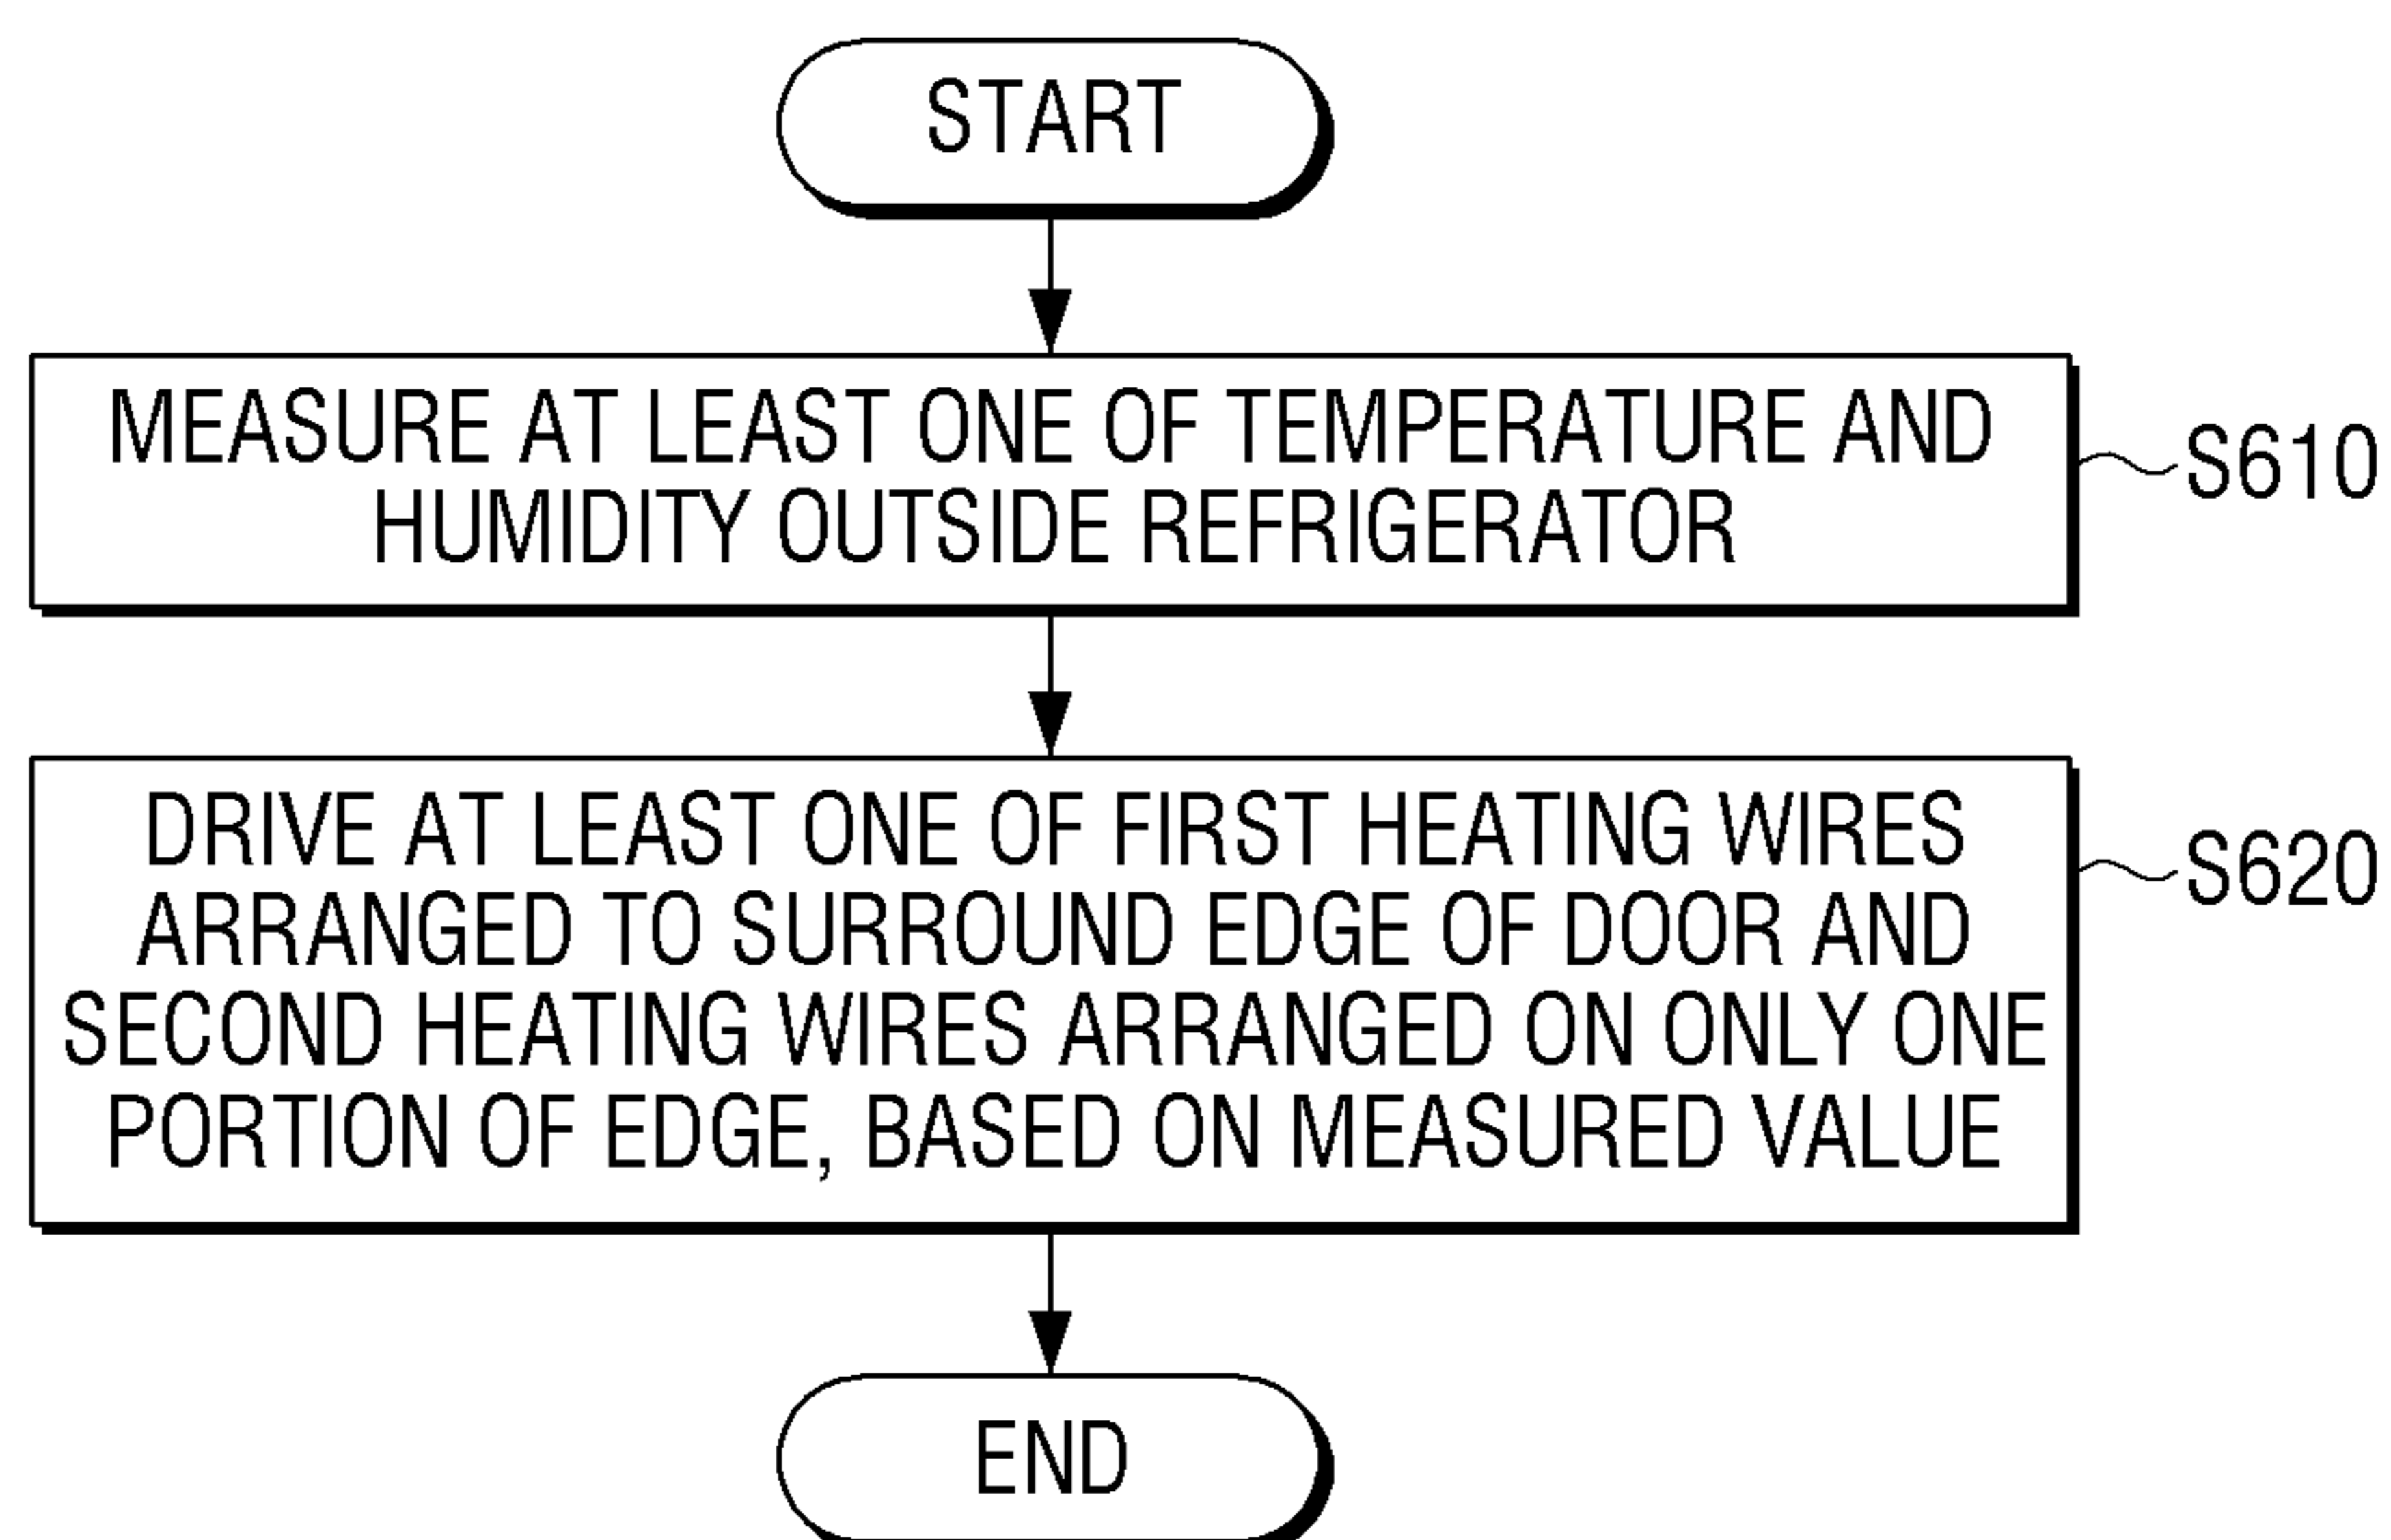 START
MEASURE AT LEAST ONE OF TEMPERATURE AND
HUMIDITY OUTSIDE REFRIGERATOR
S610
DRIVE AT LEAST ONE OF FIRST HEATING WIRES
ARRANGED TO SURROUND EDGE OF DOOR AND
SECOND HEATING WIRES ARRANGED ON ONLY ONE
PORTION OF EDGE, BASED ON MEASURED VALUE
S620
END